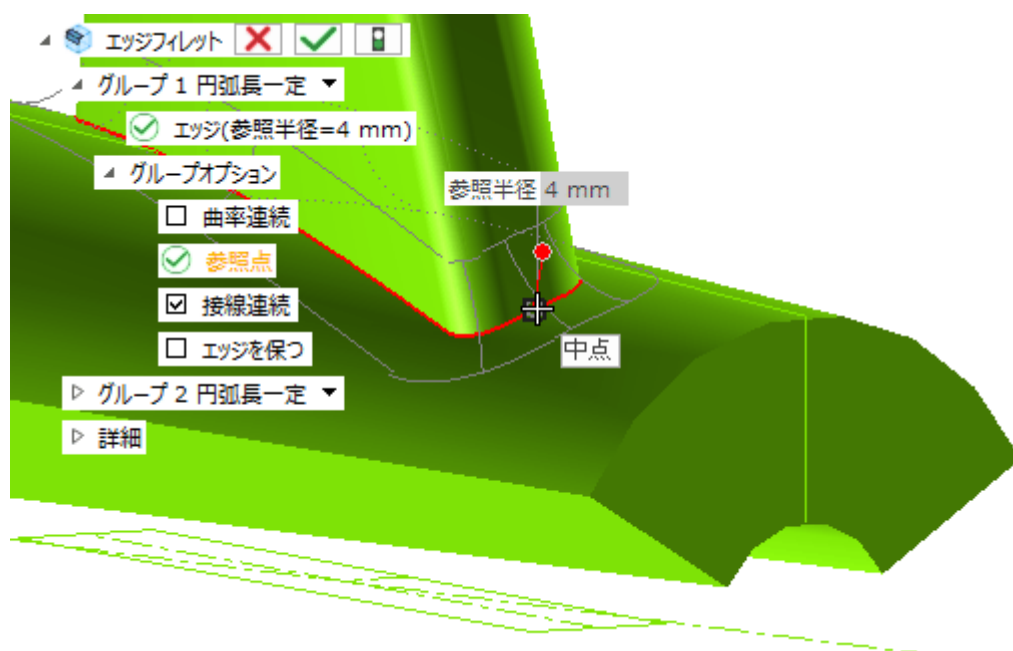 エッジフィレット
グループ 1 円弧長一定
エッジ(参照半径=4 mm)
グループオプション
参照半径 4 mm
曲率連続
参照点
接線連続
エッジを保つ
中点
グループ 2 円弧長一定
詳細